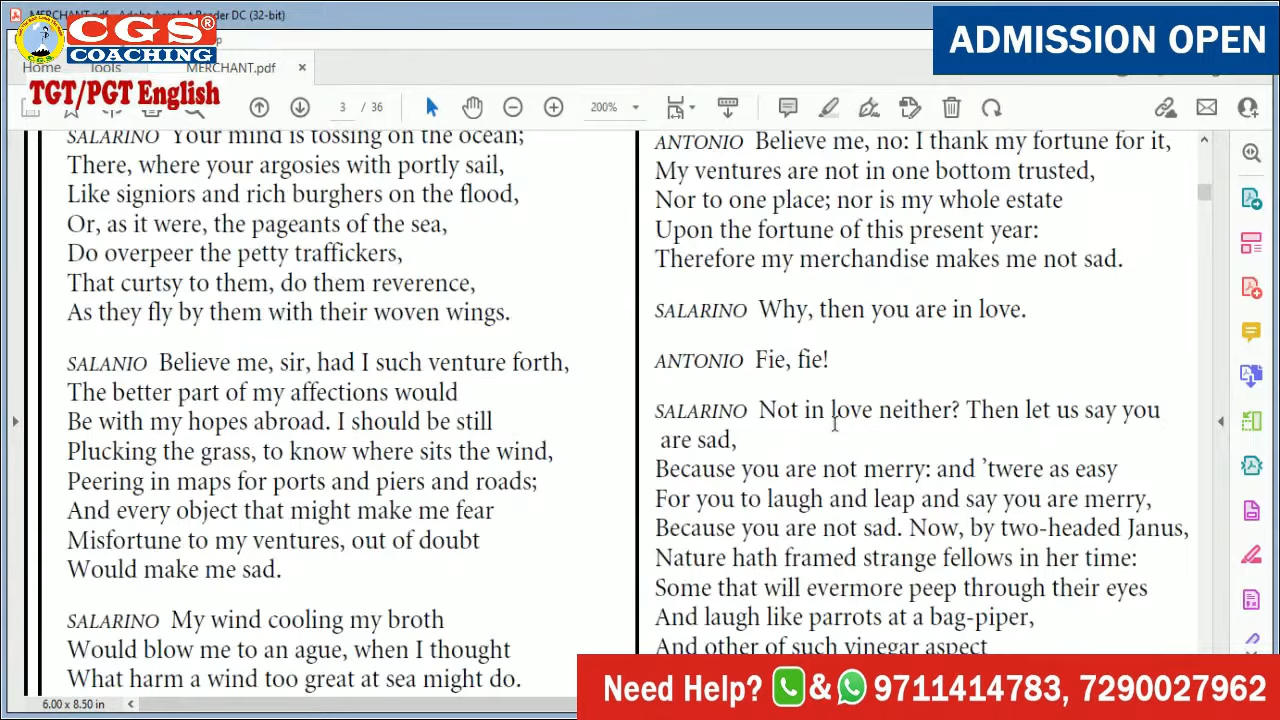 MERCHANT.pdf - Adobe Acrobat Reader DC (32-bit)
CGS®
COACHING
C.G.S.
TGT/PGT English
ADMISSION OPEN
Home
Tools
MERCHANT.pdf ×
3 / 36
200%
SALARINO Your mind is tossing on the ocean;
There, where your argosies with portly sail,
Like signiors and rich burghers on the flood,
Or, as it were, the pageants of the sea,
Do overpeer the petty traffickers,
That curtsy to them, do them reverence,
As they fly by them with their woven wings.
SALANIO Believe me, sir, had I such venture forth,
The better part of my affections would
Be with my hopes abroad. I should be still
Plucking the grass, to know where sits the wind,
Peering in maps for ports and piers and roads;
And every object that might make me fear
Misfortune to my ventures, out of doubt
Would make me sad.
SALARINO My wind cooling my broth
Would blow me to an ague, when I thought
What harm a wind too great at sea might do.
ANTONIO Believe me, no: I thank my fortune for it,
My ventures are not in one bottom trusted,
Nor to one place; nor is my whole estate
Upon the fortune of this present year:
Therefore my merchandise makes me not sad.
SALARINO Why, then you are in love.
ANTONIO Fie, fie!
SALARINO Not in love neither? Then let us say you
are sad,
Because you are not merry: and ’twere as easy
For you to laugh and leap and say you are merry,
Because you are not sad. Now, by two-headed Janus,
Nature hath framed strange fellows in her time:
Some that will evermore peep through their eyes
And laugh like parrots at a bag-piper,
And other of such vinegar aspect
6.00 x 8.50 in
Need Help? & 9711414783, 7290027962